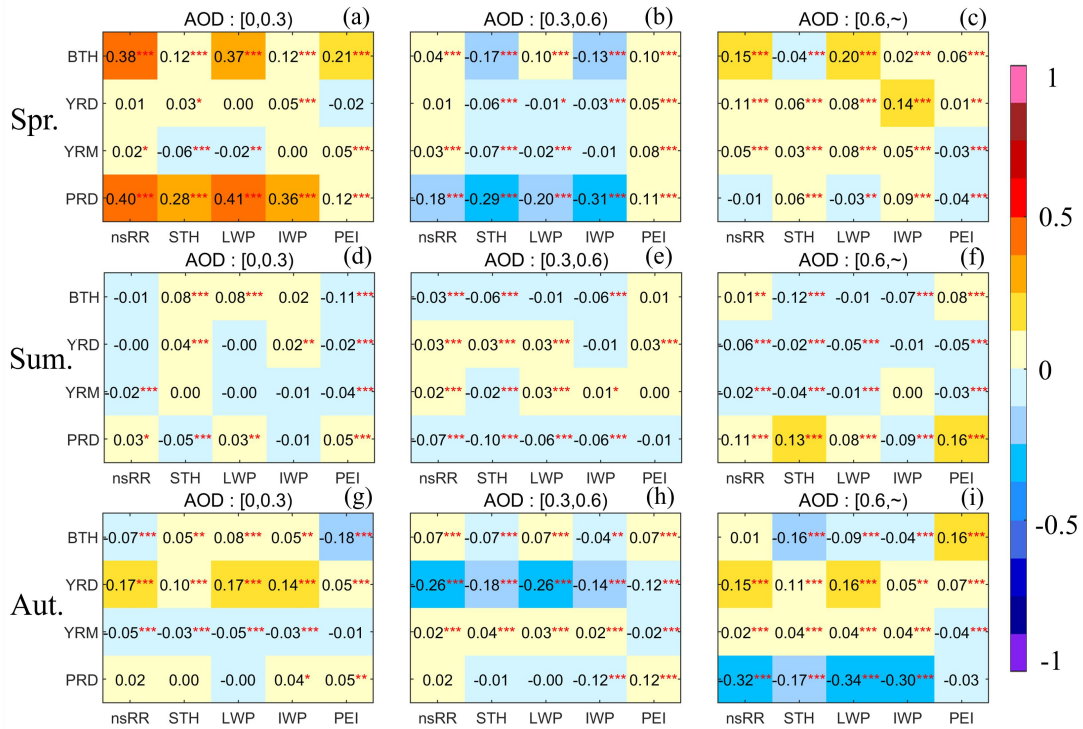 AOD : [0,0.3) (a) AOD : [0.3,0.6) (b) AOD : [0.6,~) (c)
BTH 0.38*** 0.12*** 0.37*** 0.12*** 0.21*** 0.04*** -0.17*** 0.10*** -0.13*** 0.10*** 0.15*** -0.04*** 0.20*** 0.02*** 0.06***
YRD 0.01 0.03* 0.00 0.05*** -0.02 0.01 -0.06*** -0.01* -0.03*** 0.05*** 0.11*** 0.06*** 0.08*** 0.14*** 0.01**
Spr.
YRM 0.02* -0.06*** -0.02** 0.00 0.05*** 0.03*** -0.07*** -0.02*** -0.01 0.08*** 0.05*** 0.03*** 0.08*** 0.05*** -0.03***
PRD 0.40*** 0.28*** 0.41*** 0.36*** 0.12*** -0.18*** -0.29*** -0.20*** -0.31*** 0.11*** -0.01 0.06*** -0.03** 0.09*** -0.04***
nsRR STH LWP IWP PEI nsRR STH LWP IWP PEI nsRR STH LWP IWP PEI
AOD : [0,0.3) (d) AOD : [0.3,0.6) (e) AOD : [0.6,~) (f)
BTH -0.01 0.08*** 0.08*** 0.02 -0.11*** -0.03*** -0.06*** -0.01 -0.06*** 0.01 0.01** -0.12*** -0.01 -0.07*** 0.08***
YRD -0.00 0.04*** -0.00 0.02** -0.02*** 0.03*** 0.03*** 0.03*** -0.01 0.03*** -0.06*** -0.02*** -0.05*** -0.01 -0.05***
Sum.
YRM -0.02*** 0.00 -0.00 -0.01 -0.04*** 0.02*** -0.02*** 0.03*** 0.01* 0.00 -0.02*** -0.04*** -0.01*** 0.00 -0.03***
PRD 0.03* -0.05*** 0.03** -0.01 0.05*** -0.07*** -0.10*** -0.06*** -0.06*** -0.01 0.11*** 0.13*** 0.08*** -0.09*** 0.16***
nsRR STH LWP IWP PEI nsRR STH LWP IWP PEI nsRR STH LWP IWP PEI
AOD : [0,0.3) (g) AOD : [0.3,0.6) (h) AOD : [0.6,~) (i)
BTH -0.07*** 0.05** 0.08*** 0.05** -0.18*** 0.07*** -0.07*** 0.07*** -0.04** 0.07*** 0.01 -0.16*** -0.09*** -0.04*** 0.16***
YRD 0.17*** 0.10*** 0.17*** 0.14*** 0.05*** -0.26*** -0.18*** -0.26*** -0.14*** -0.12*** 0.15*** 0.11*** 0.16*** 0.05** 0.07***
Aut.
YRM -0.05*** -0.03*** -0.05*** -0.03*** -0.01 0.02*** 0.04*** 0.03*** 0.02*** -0.02*** 0.02*** 0.04*** 0.04*** 0.04*** -0.04***
PRD 0.02 0.00 -0.00 0.04* 0.05** 0.02 -0.01 -0.00 -0.12*** 0.12*** -0.32*** -0.17*** -0.34*** -0.30*** -0.03
nsRR STH LWP IWP PEI nsRR STH LWP IWP PEI nsRR STH LWP IWP PEI
1
0.5
0
-0.5
-1